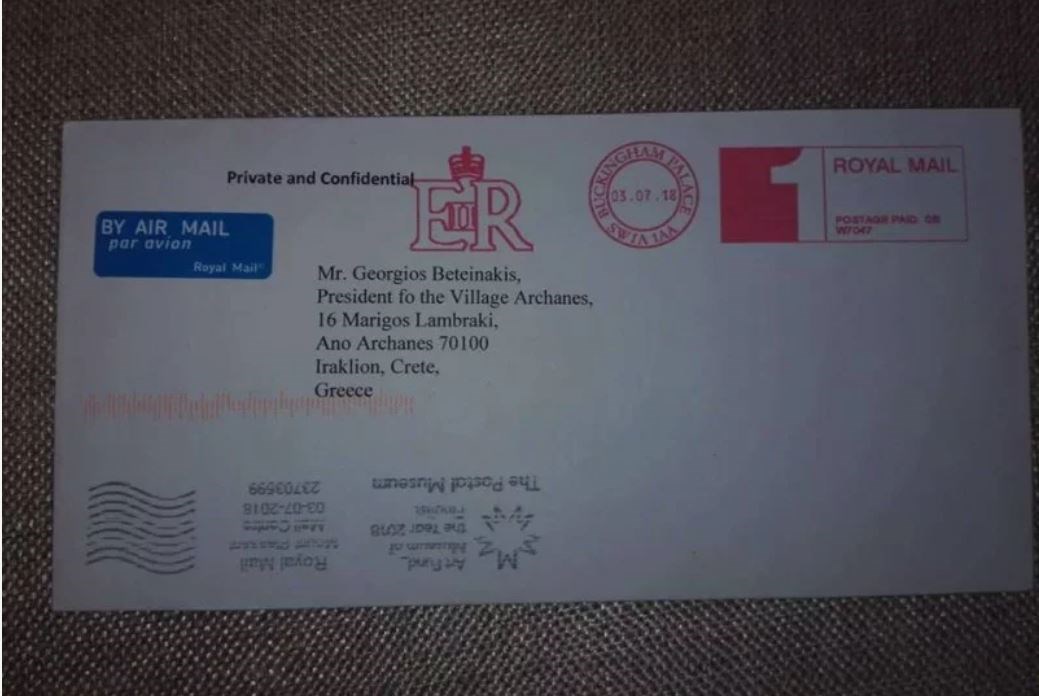 Private and Confidential
EIIR
BUCKINGHAM PALACE
03.07.18
SW1A 1AA
1
ROYAL MAIL
POSTAGE PAID GB
W7047
BY AIR MAIL
par avion
Royal Mail®
Mr. Georgios Beteinakis,
President fo the Village Archanes,
16 Marigos Lambraki,
Ano Archanes 70100
Iraklion, Crete,
Greece
Royal Mail
Mount Pleasant
Mail Centre
03-07-2018
23703599
Art Fund_
Museum of
the Year 2018
Finalist
M
The Postal Museum